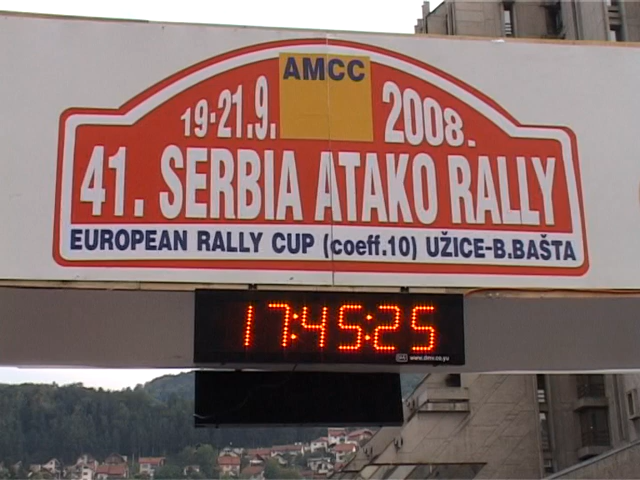 AMCC
19-21.9. 2008.
41. SERBIA ATAKO RALLY
EUROPEAN RALLY CUP (coeff.10) UŽICE-B.BAŠTA
17:45:25
www.dmv.co.yu